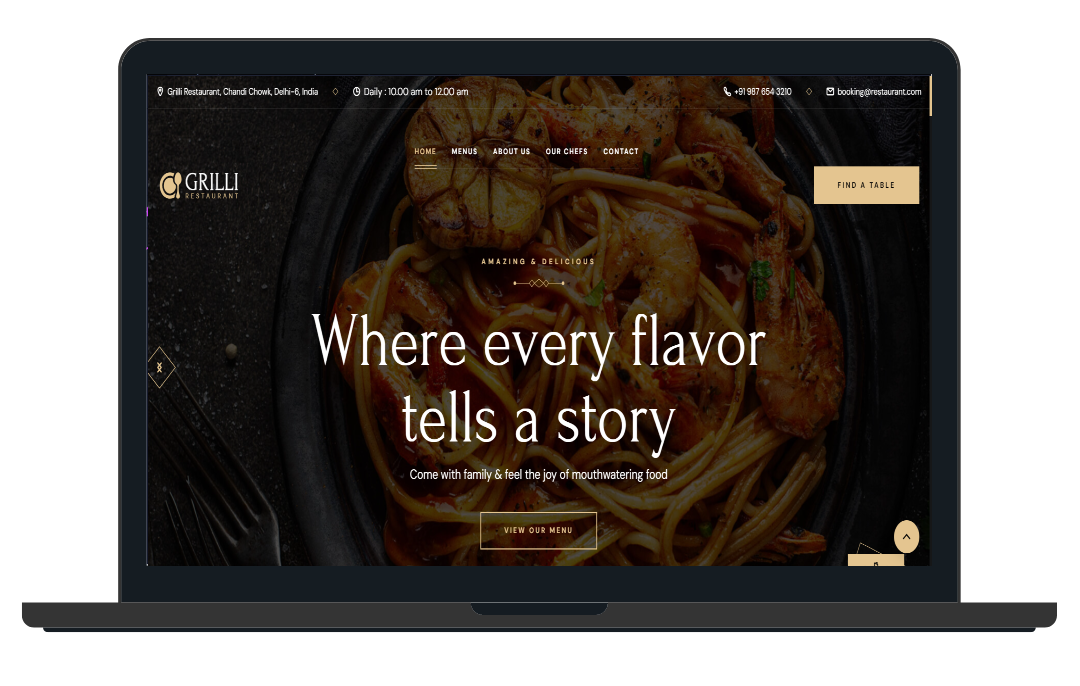 Grilli Restaurant, Chandi Chowk, Delhi-6, India
Daily : 10.00 am to 12.00 am
+91 987 654 3210
booking@restaurant.com
HOME MENUS ABOUT US OUR CHEFS CONTACT
GRILLI
RESTAURANT
FIND A TABLE
AMAZING & DELICIOUS
Where every flavor
tells a story
Come with family & feel the joy of mouthwatering food
VIEW OUR MENU